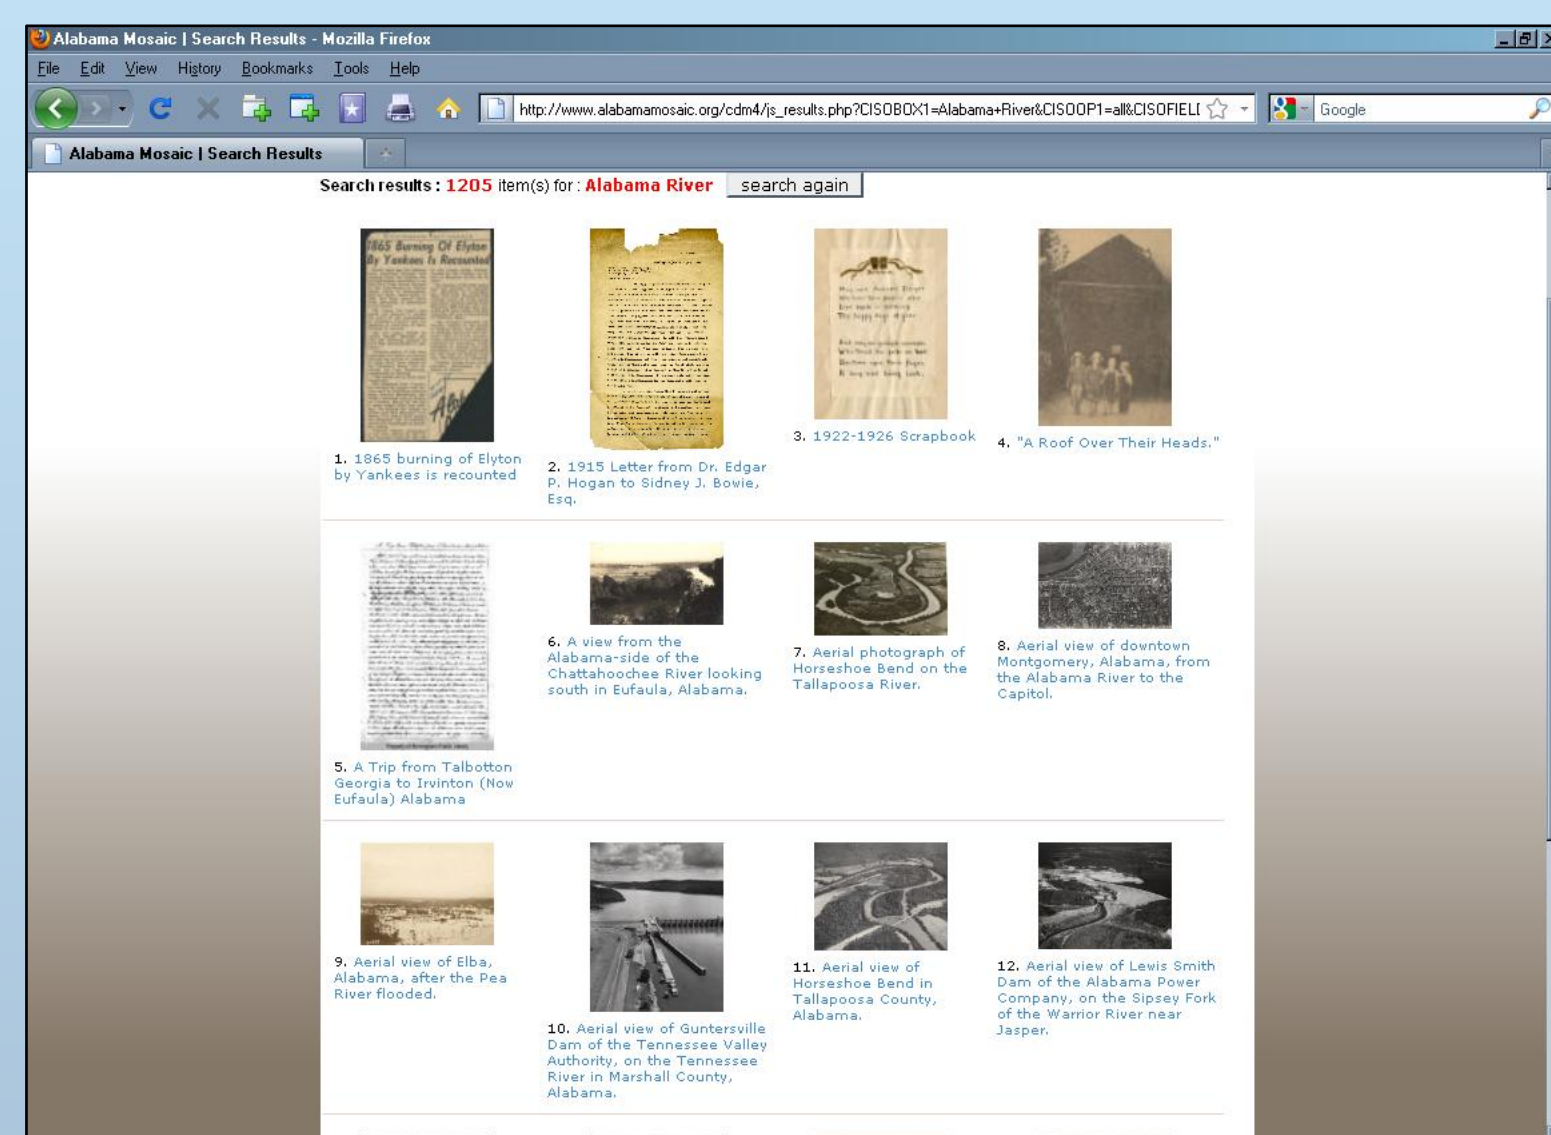 Alabama Mosaic | Search Results - Mozilla Firefox
File Edit View History Bookmarks Tools Help
http://www.alabamamosaic.org/cdm4/js_results.php?CISOBOX1=Alabama+River&CISOOP1=all&CISOFIEL
Google
Alabama Mosaic | Search Results
Search results : 1205 item(s) for : Alabama River search again
1865 Burning Of Elyton
By Yankees Is Recounted
1. 1865 burning of Elyton
by Yankees is recounted
2. 1915 Letter from Dr. Edgar
P. Hogan to Sidney J. Bowie,
Esq.
3. 1922-1926 Scrapbook
4. "A Roof Over Their Heads."
5. A Trip from Talbotton
Georgia to Irvinton (Now
Eufaula) Alabama
6. A view from the
Alabama-side of the
Chattahoochee River looking
south in Eufaula, Alabama.
7. Aerial photograph of
Horseshoe Bend on the
Tallapoosa River.
8. Aerial view of downtown
Montgomery, Alabama, from
the Alabama River to the
Capitol.
9. Aerial view of Elba,
Alabama, after the Pea
River flooded.
10. Aerial view of Guntersville
Dam of the Tennessee Valley
Authority, on the Tennessee
River in Marshall County,
Alabama.
11. Aerial view of
Horseshoe Bend in
Tallapoosa County,
Alabama.
12. Aerial view of Lewis Smith
Dam of the Alabama Power
Company, on the Sipsey Fork
of the Warrior River near
Jasper.